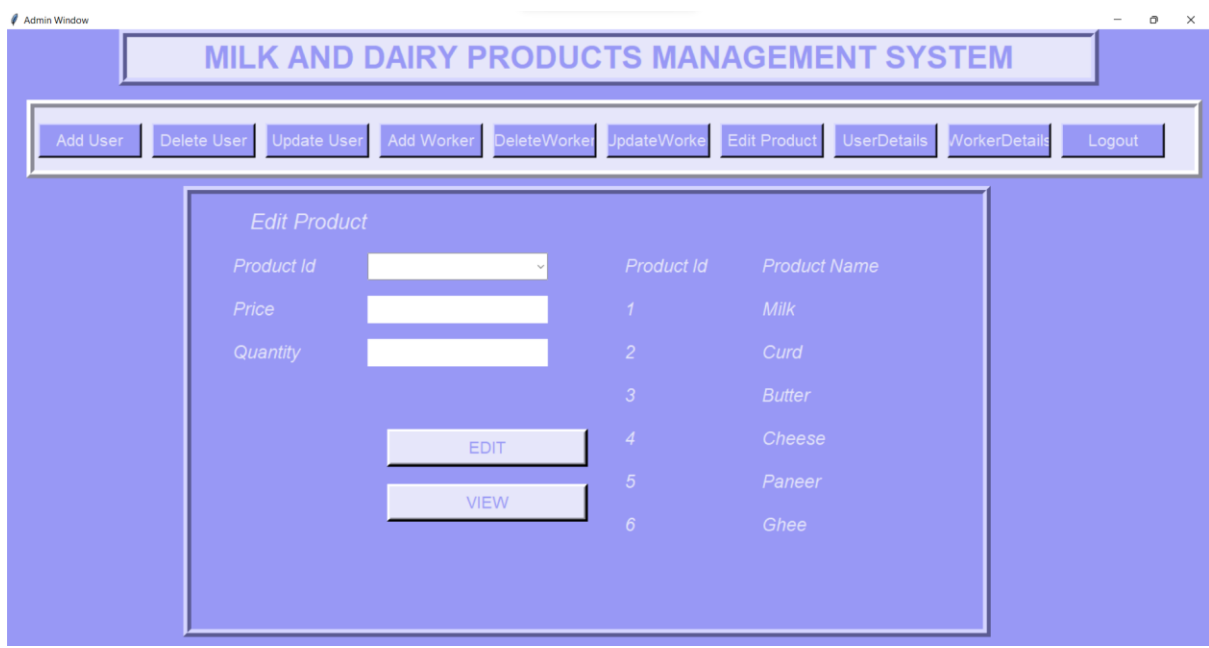 Admin Window
MILK AND DAIRY PRODUCTS MANAGEMENT SYSTEM
Add User Delete User Update User Add Worker DeleteWorker UpdateWorke Edit Product UserDetails WorkerDetails Logout
Edit Product
Product Id Product Id Product Name
Price 1 Milk
Quantity 2 Curd
3 Butter
EDIT 4 Cheese
VIEW 5 Paneer
6 Ghee